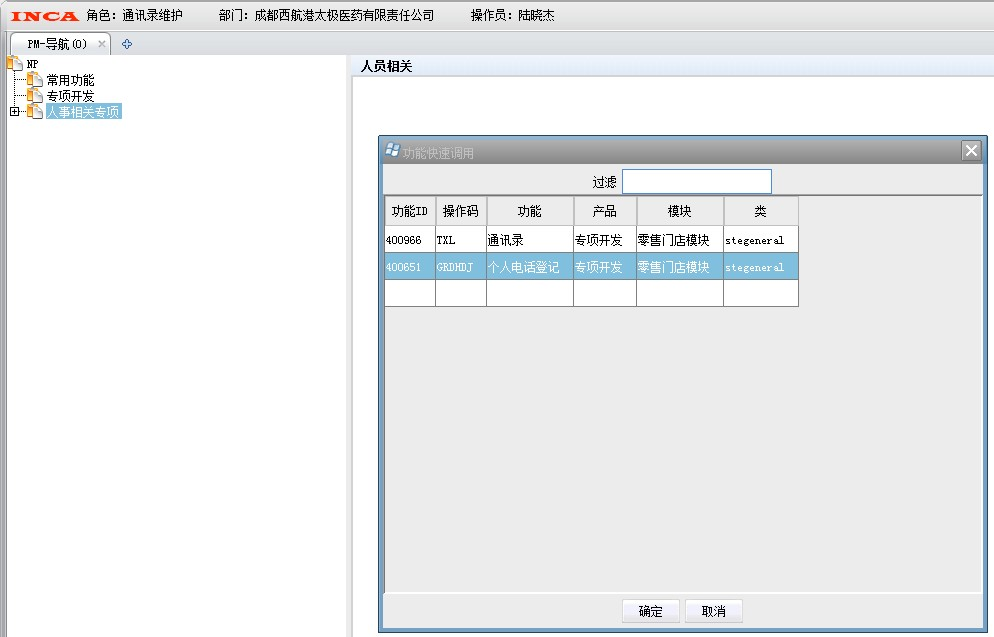 INCA 角色：通讯录维护 部门：成都西航港太极医药有限责任公司 操作员：陆晓杰
PM-导航(0)
NP
常用功能
专项开发
人事相关专项
人员相关
功能快速调用
过滤
功能ID 操作码 功能 产品 模块 类
400966 TXL 通讯录 专项开发 零售门店模块 stegeneral
400651 GRDHDJ 个人电话登记 专项开发 零售门店模块 stegeneral
确定 取消